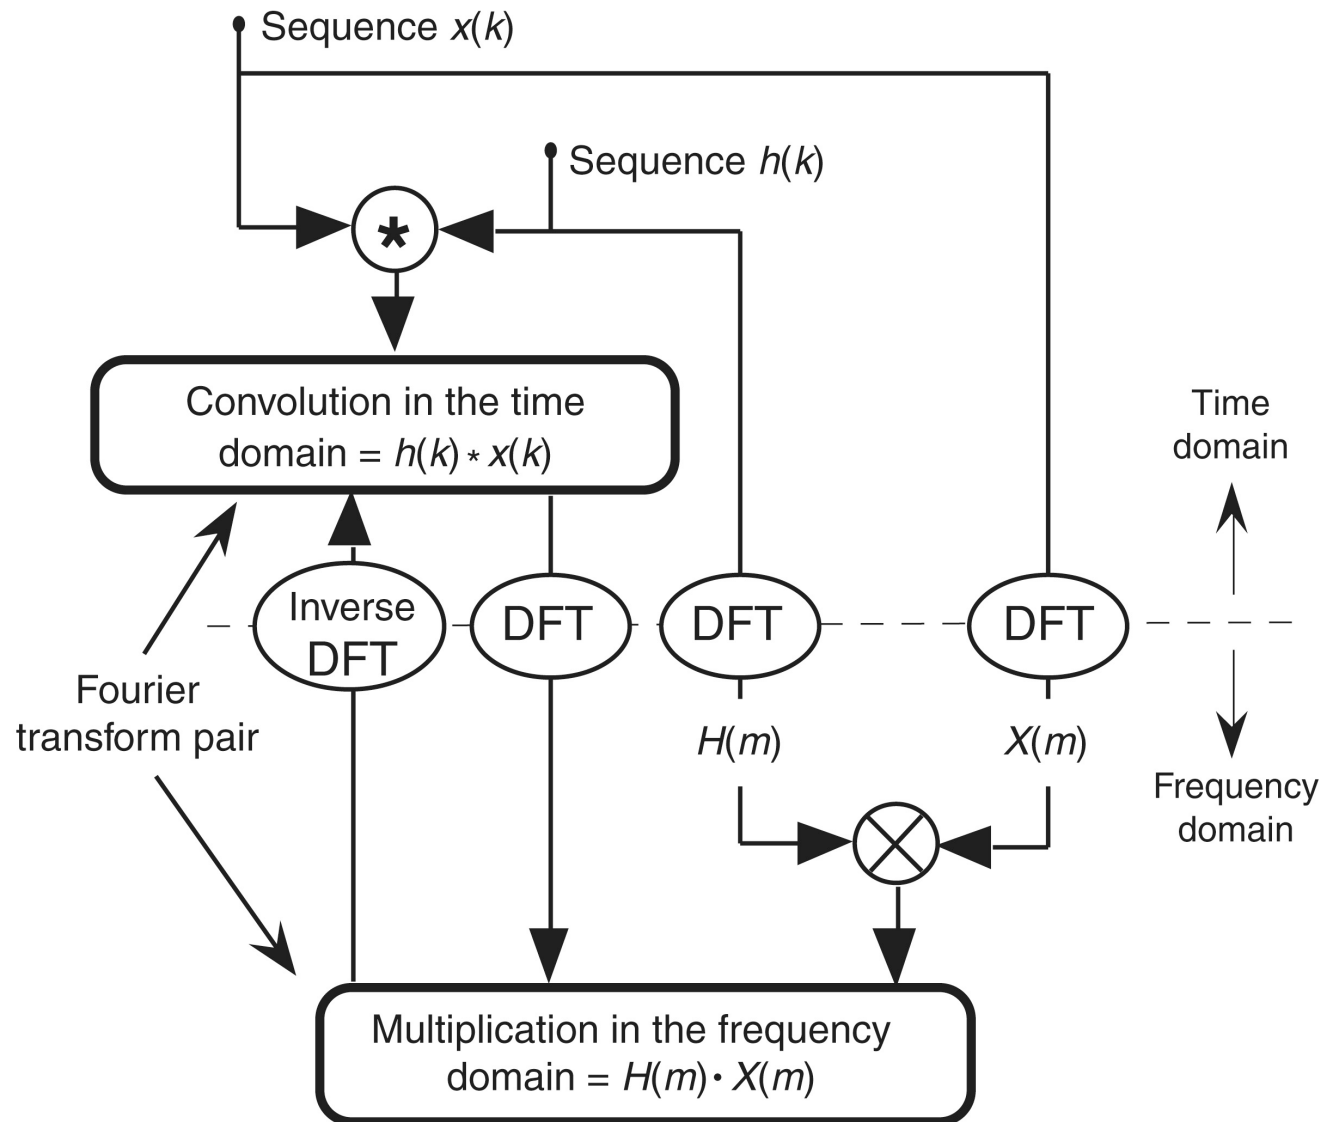 Sequence x(k)
Sequence h(k)
*
Convolution in the time
domain = h(k) * x(k)
Time
domain
Inverse
DFT
DFT
DFT
DFT
Fourier
transform pair
H(m)
X(m)
Frequency
domain
Multiplication in the frequency
domain = H(m) · X(m)